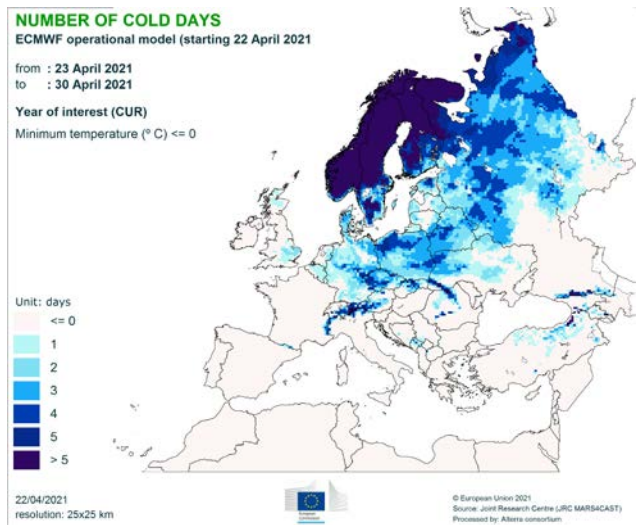 NUMBER OF COLD DAYS
ECMWF operational model (starting 22 April 2021
from : 23 April 2021
to : 30 April 2021
Year of interest (CUR)
Minimum temperature (º C) <= 0
Unit: days
<= 0
1
2
3
4
5
> 5
22/04/2021
resolution: 25x25 km
European
Commission
© European Union 2021
Source: Joint Research Centre (JRC MARS4CAST)
Processed by: Alterra consortium